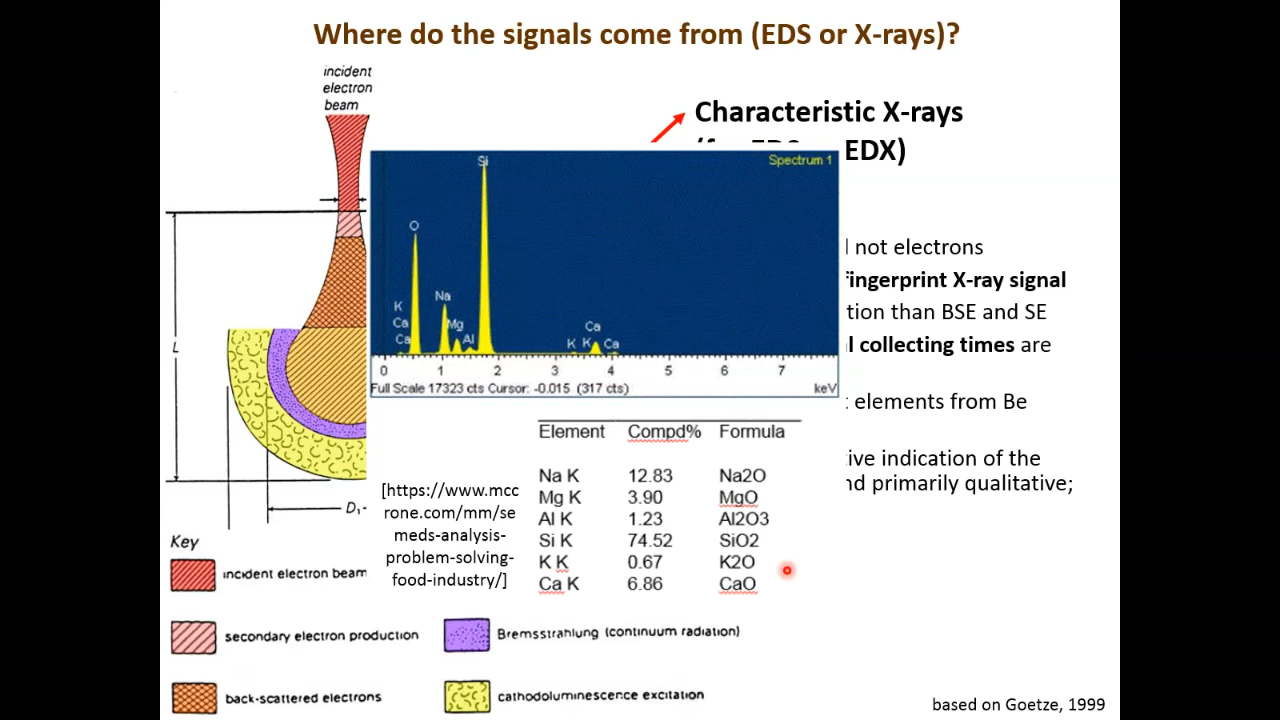 Where do the signals come from (EDS or X-rays)?
incident
electron
beam
Characteristic X-rays
EDX)
Spectrum 1
Si
O
Na
K
Ca
Mg
Ca
Al
Ca
K
K
Ca
0 1 2 3 4 5 6 7
Full Scale 17323 cts Cursor: -0.015 (317 cts)
keV
not electrons
fingerprint X-ray signal
tion than BSE and SE
collecting times are
elements from Be
tive indication of the
nd primarily qualitative;
L
D₁
Element Compd% Formula
Na K 12.83 Na2O
Mg K 3.90 MgO
Al K 1.23 Al2O3
Si K 74.52 SiO2
K K 0.67 K2O
Ca K 6.86 CaO
[https://www.mcc
rone.com/mm/se
meds-analysis-
problem-solving-
food-industry/]
Key
incident electron beam
secondary electron production
Bremsstrahlung (continuum radiation)
back-scattered electrons
cathodoluminescence excitation
based on Goetze, 1999